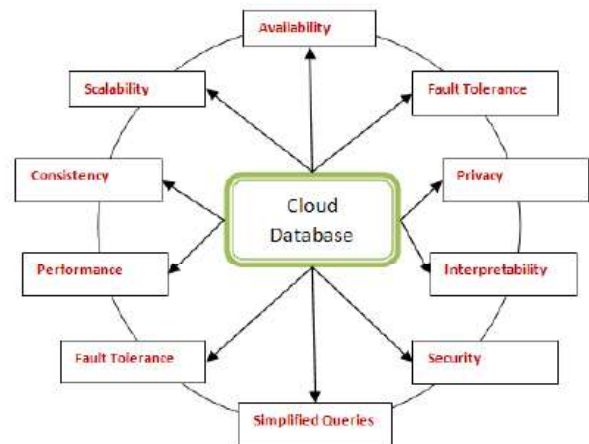 Availability
Scalability
Fault Tolerance
Consistency
Privacy
Cloud
Database
Performance
Interpretability
Fault Tolerance
Security
Simplified Queries